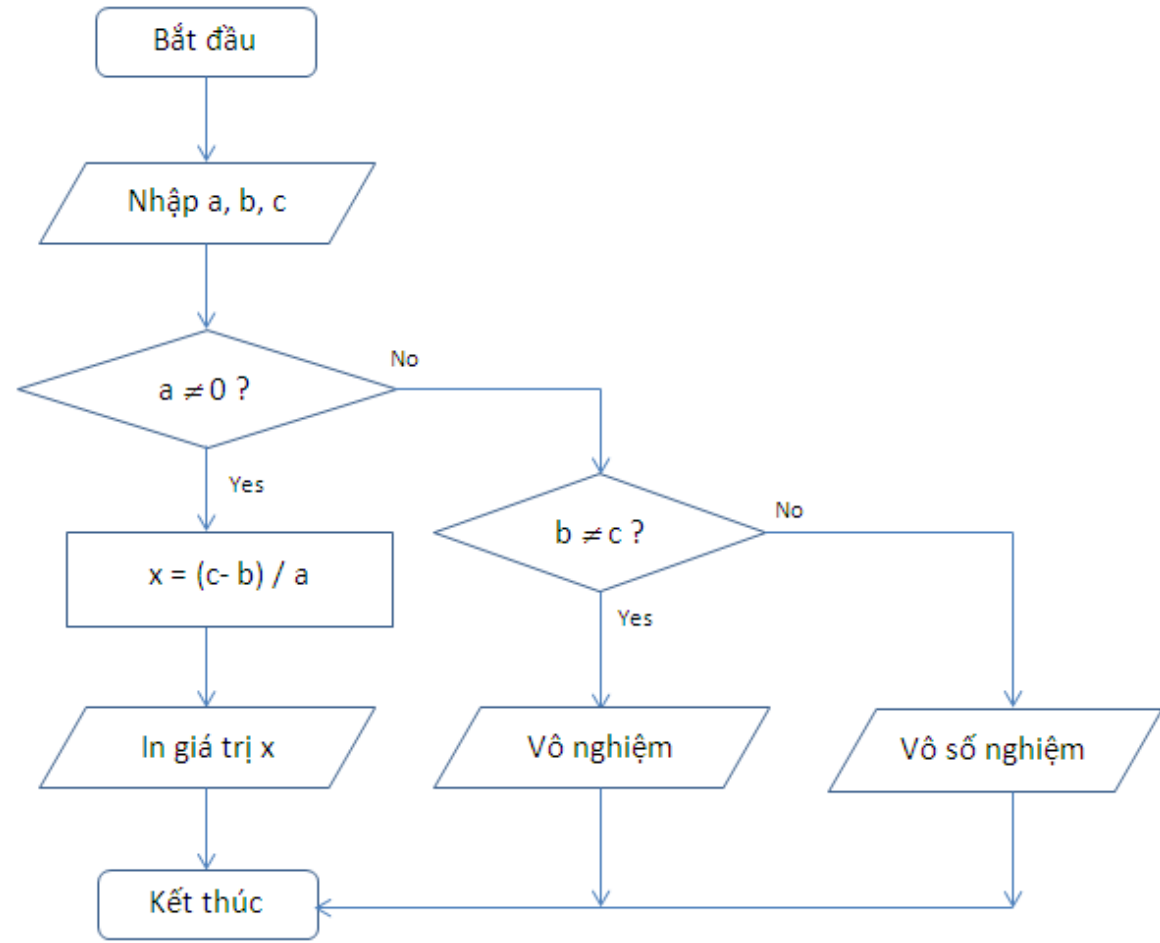 Bắt đầu
Nhập a, b, c
a ≠ 0 ?
No
Yes
b ≠ c ?
No
x = (c- b) / a
Yes
In giá trị x
Vô nghiệm
Vô số nghiệm
Kết thúc